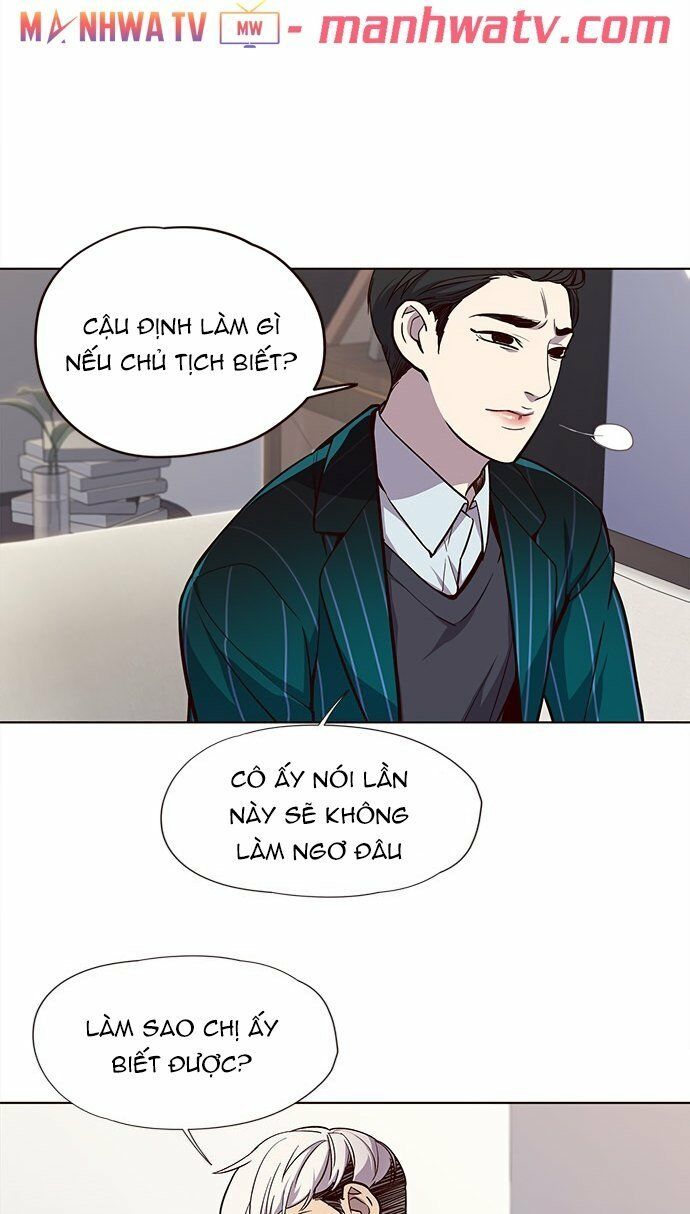 MANHWA TV MW - manhwatv.com
CẬU ĐỊNH LÀM GÌ
NẾU CHỦ TỊCH BIẾT?
CÔ ẤY NÓI LẦN
NÀY SẼ KHÔNG
LÀM NGƠ ĐÂU
LÀM SAO CHỊ ẤY
BIẾT ĐƯỢC?